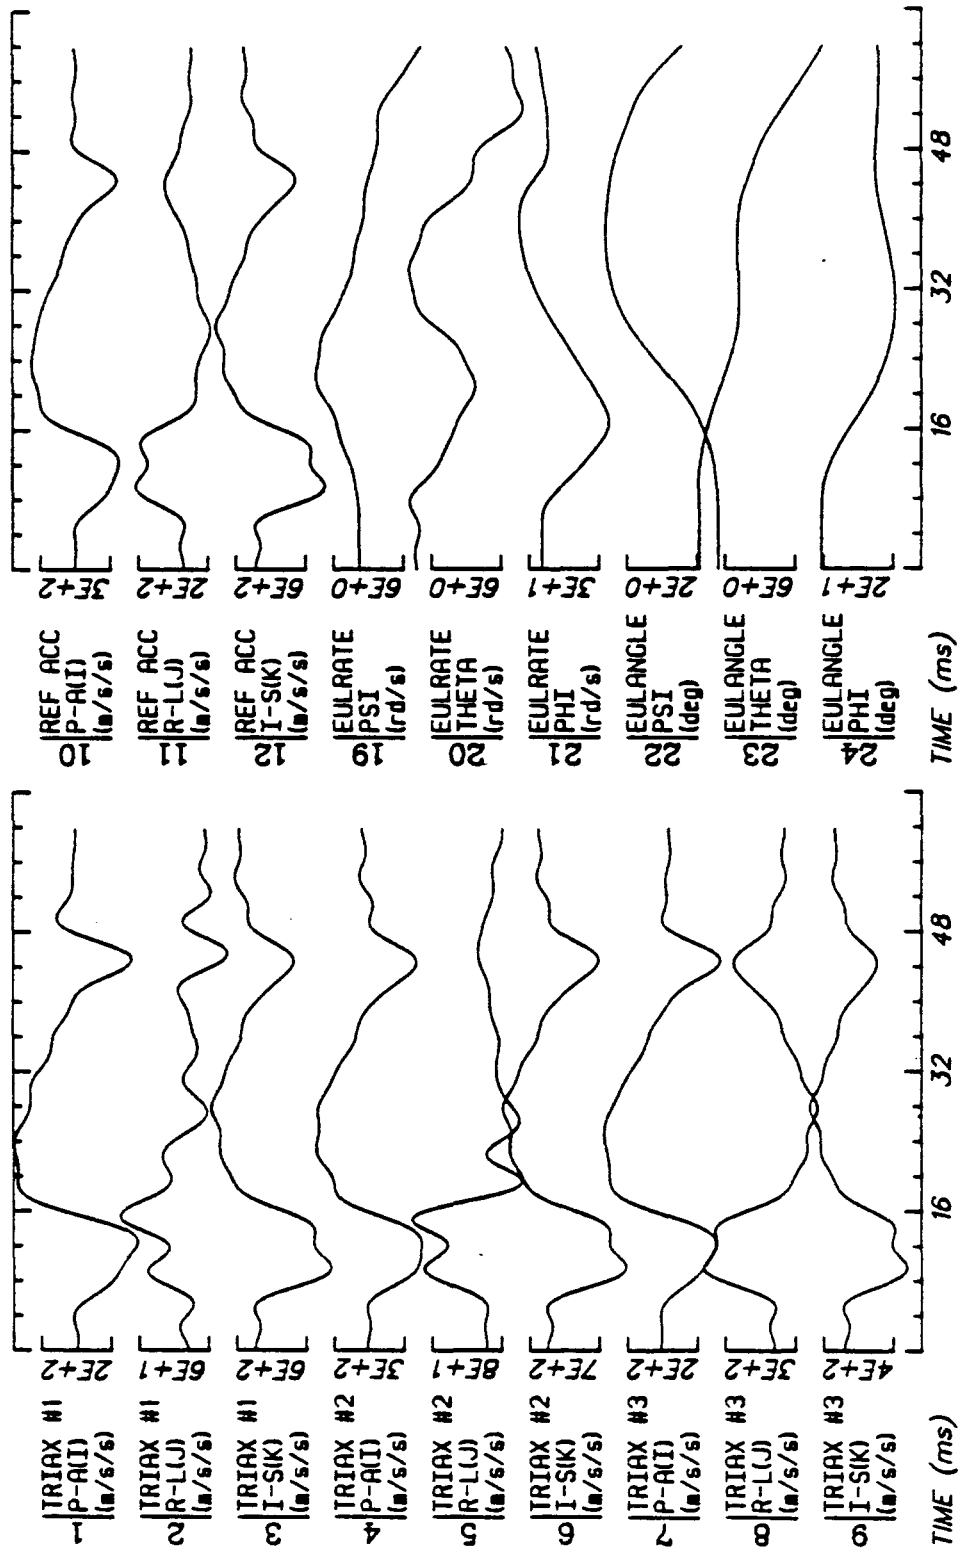 1
TRIAX #1
P-A(I)
(m/s/s)
2E+2
2
TRIAX #1
R-L(J)
(m/s/s)
6E+1
3
TRIAX #1
I-S(K)
(m/s/s)
6E+2
4
TRIAX #2
P-A(I)
(m/s/s)
3E+2
5
TRIAX #2
R-L(J)
(m/s/s)
8E+1
6
TRIAX #2
I-S(K)
(m/s/s)
7E+2
7
TRIAX #3
P-A(I)
(m/s/s)
2E+2
8
TRIAX #3
R-L(J)
(m/s/s)
3E+2
9
TRIAX #3
I-S(K)
(m/s/s)
4E+2
TIME (ms)
16
32
48
10
REF ACC
P-A(I)
(m/s/s)
3E+2
11
REF ACC
R-L(J)
(m/s/s)
2E+2
12
REF ACC
I-S(K)
(m/s/s)
6E+2
19
EULRATE
PSI
(rd/s)
6E+0
20
EULRATE
THETA
(rd/s)
6E+0
21
EULRATE
PHI
(rd/s)
3E+1
22
EULANGLE
PSI
(deg)
2E+0
23
EULANGLE
THETA
(deg)
6E+0
24
EULANGLE
PHI
(deg)
2E+1
TIME (ms)
16
32
48